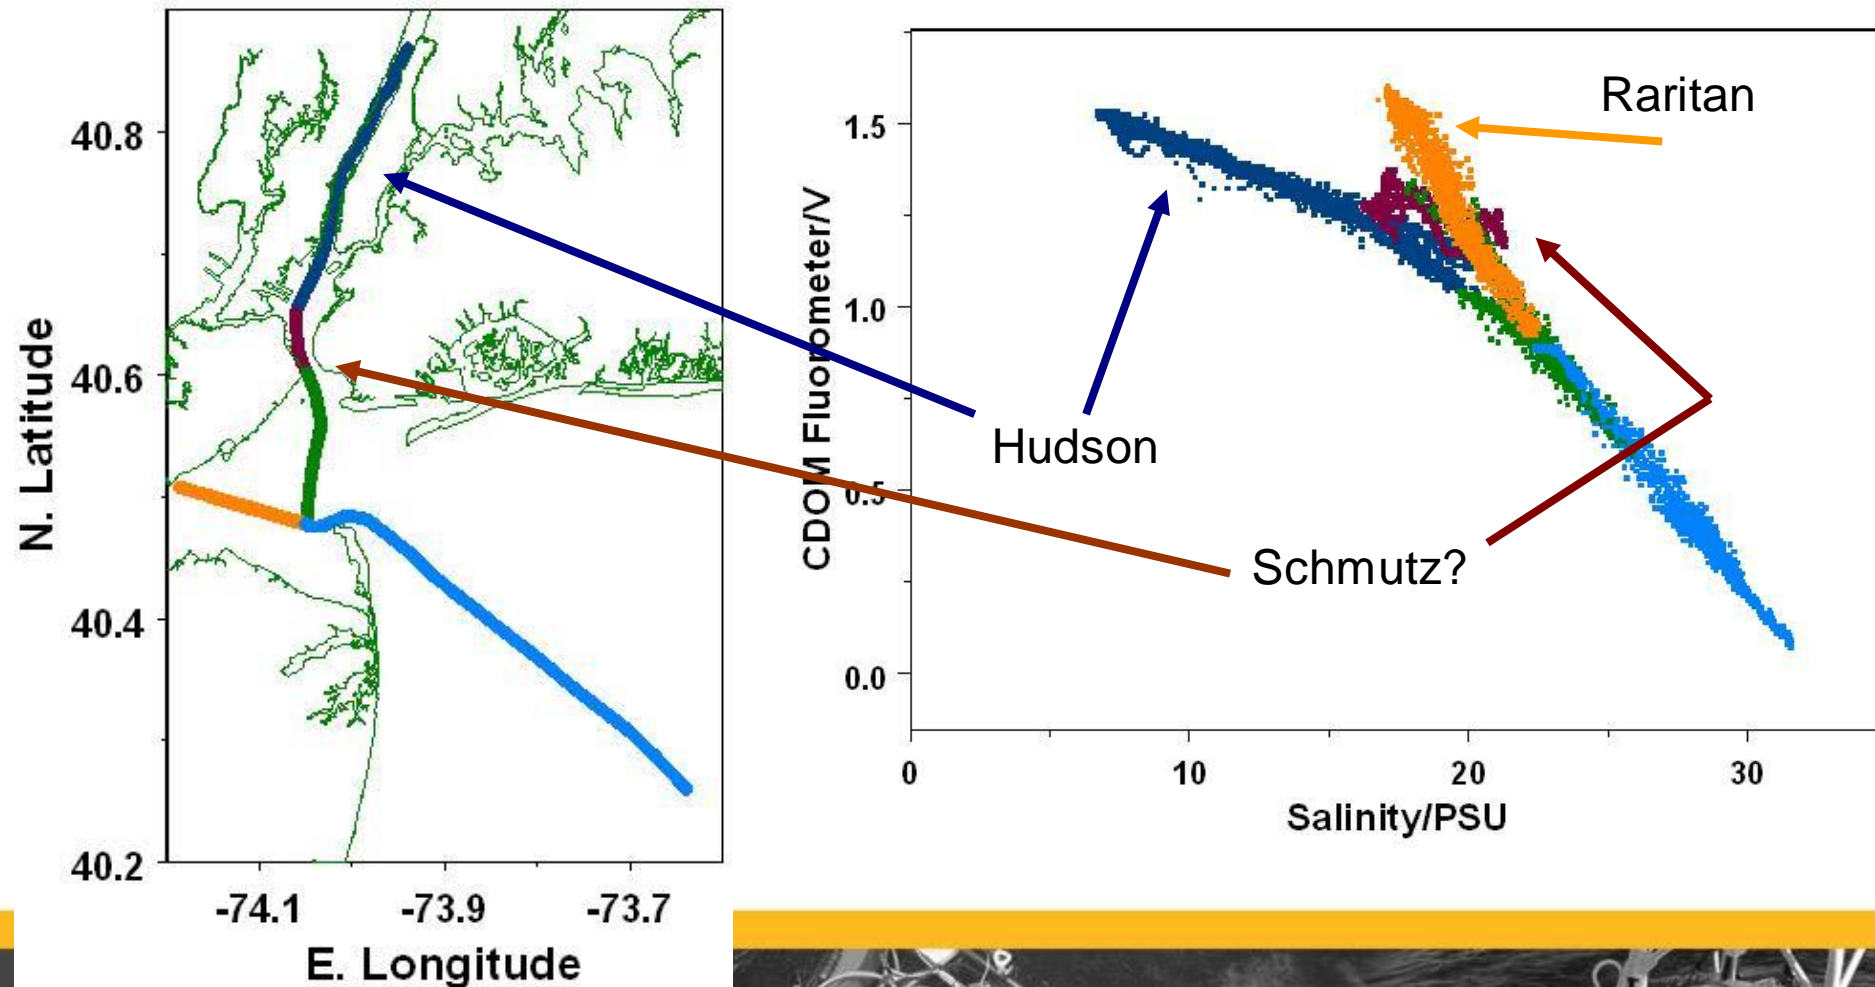 N. Latitude
40.8
40.6
40.4
40.2
-74.1 -73.9 -73.7
E. Longitude
CDOM Fluorometer/V
1.5
1.0
0.5
0.0
0 10 20 30
Salinity/PSU
Raritan
Hudson
Schmutz?